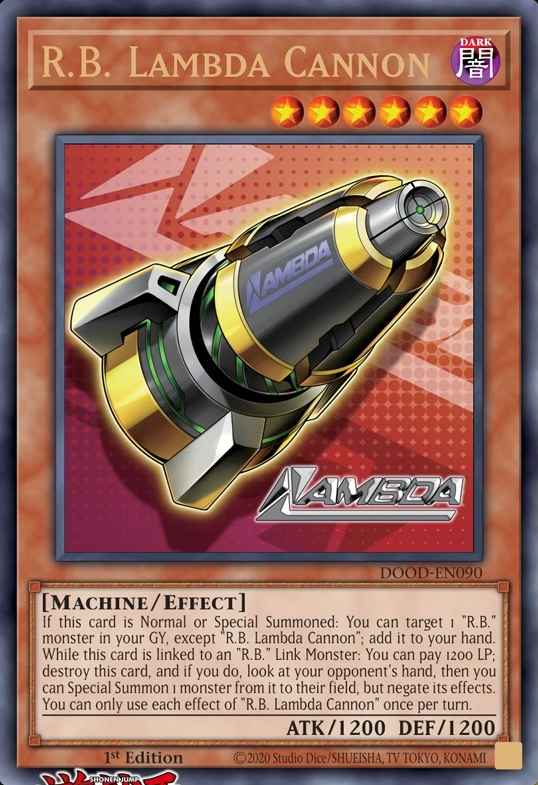 R.B. LAMBDA CANNON
DARK
闇
LAMBDA
LAMBDA
DOOD-EN090
[MACHINE/EFFECT]
If this card is Normal or Special Summoned: You can target 1 "R.B."
monster in your GY, except "R.B. Lambda Cannon"; add it to your hand.
While this card is linked to an "R.B." Link Monster: You can pay 1200 LP;
destroy this card, and if you do, look at your opponent's hand, then you
can Special Summon 1 monster from it to their field, but negate its effects.
You can only use each effect of "R.B. Lambda Cannon" once per turn.
ATK/1200 DEF/1200
1st Edition
©2020 Studio Dice/SHUEISHA, TV TOKYO, KONAMI
SHONEN JUMP